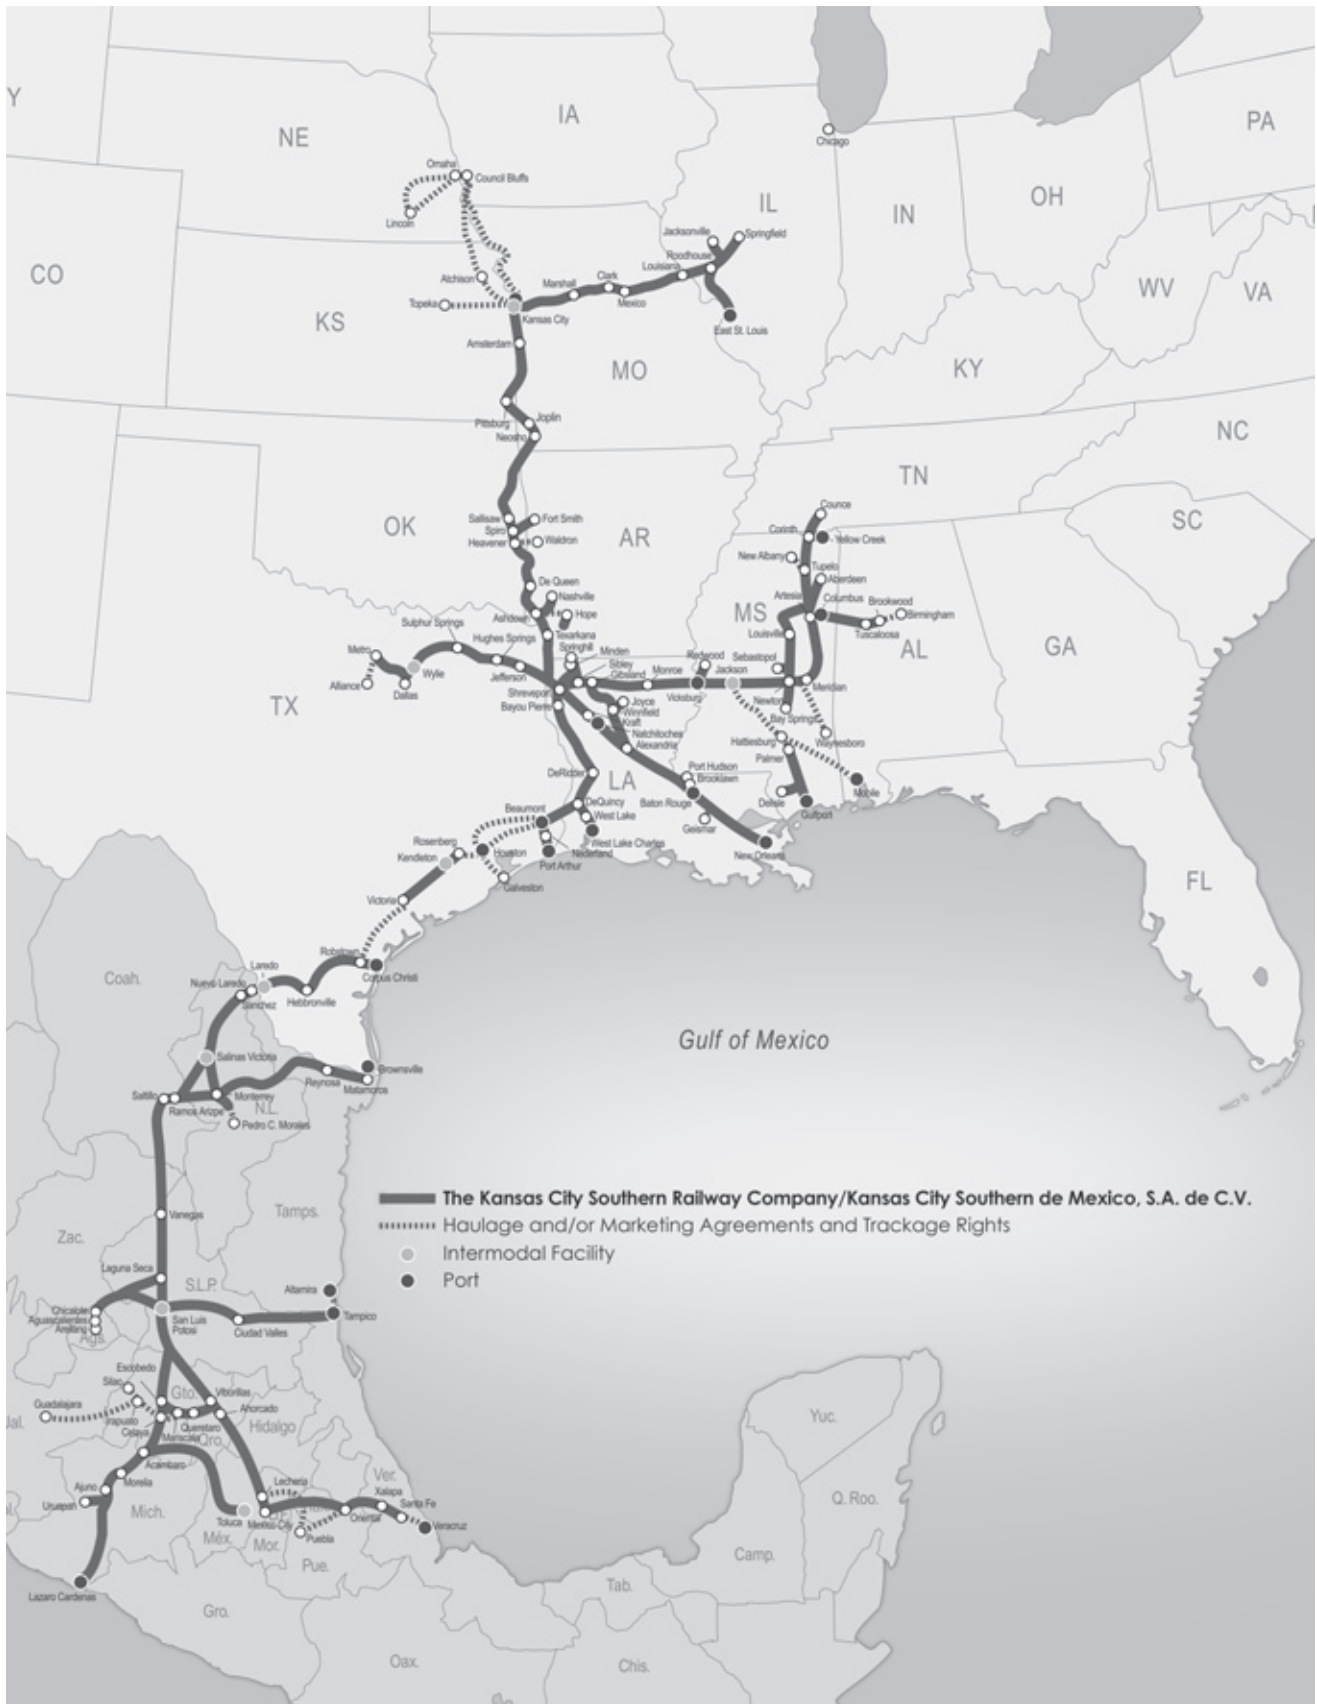 Y
NE
IA
PA
Chicago
Omaha
Council Bluffs
Lincoln
IL
IN
OH
CO
Jacksonville
Springfield
Roodhouse
Louisiana
Atchison
Topeka
Marshall
Clark
Mexico
WV
VA
KS
Kansas City
East St. Louis
Amsterdam
MO
KY
Pittsburg
Joplin
Neosho
NC
TN
Counce
SC
OK
Sallisaw
Fort Smith
Spiro
Heavener
Waldron
AR
Corinth
Yellow Creek
New Albany
Tupelo
Aberdeen
De Queen
Nashville
Ashdown
Hope
Artesia
Columbus
Brookwood
Birmingham
Tuscaloosa
MS
AL
GA
Sulphur Springs
Hughes Springs
Texarkana
Springhill
Minden
Sibley
Gibsland
Monroe
Louisville
Redwood
Sebastopol
Jackson
Metro
Wylie
Jefferson
Alliance
Dallas
Shreveport
Bayou Pierre
Vicksburg
Newton
Meridian
Bay Springs
TX
Joyce
Winnfield
Kraft
Natchitoches
Alexandria
Hattiesburg
Waynesboro
Palmer
DeRidder
LA
Port Hudson
Brooklawn
Baton Rouge
Delisle
Mobile
Gulfport
Beaumont
DeQuincy
West Lake
West Lake Charles
Geismar
New Orleans
Rosenberg
Kendleton
Houston
Nederland
Port Arthur
Galveston
FL
Victoria
Robstown
Corpus Christi
Coah.
Laredo
Nuevo Laredo
Sanchez
Hebbronville
Gulf of Mexico
Salinas Victoria
Brownsville
Reynosa
Matamoros
Saltillo
Ramos Arizpe
Monterrey
N.L.
Pedro C. Morales
The Kansas City Southern Railway Company/Kansas City Southern de Mexico, S.A. de C.V.
Haulage and/or Marketing Agreements and Trackage Rights
Intermodal Facility
Port
Vanegas
Tamps.
Zac.
Laguna Seca
S.L.P.
Altamira
Chicalote
Aguascalientes
Ags.
San Luis
Potosi
Ciudad Valles
Tampico
Escobedo
Silao
Gto.
Viborillas
Guadalajara
Jal.
Irapuato
Ahorcado
Celaya
Queretaro
Mariscala
Qro.
Hidalgo
Acambaro
Ajuno
Morelia
Uruapan
Mich.
Lecheria
Ver.
Xalapa
Santa Fe
Toluca
Mexico City
Oriental
Veracruz
Puebla
Méx.
Mor.
Pue.
Lazaro Cardenas
Gro.
Oax.
Yuc.
Q. Roo.
Camp.
Tab.
Chis.